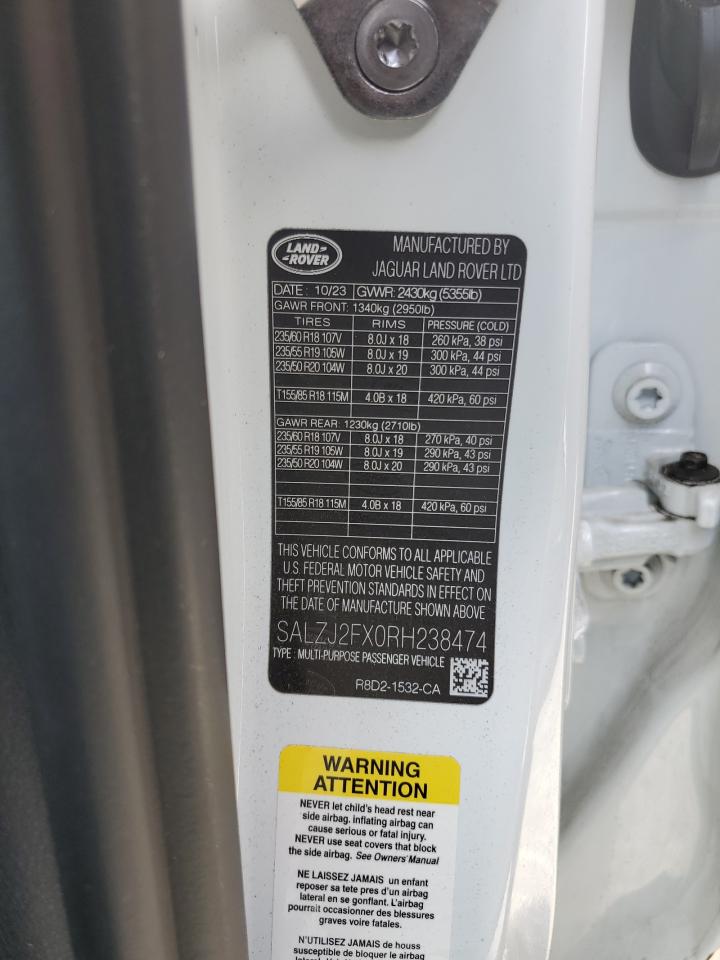 LAND-
-ROVER
MANUFACTURED BY
JAGUAR LAND ROVER LTD
DATE : 10/23 GVWR: 2430kg (5355lb)
GAWR FRONT: 1340kg (2950lb)
TIRES RIMS PRESSURE (COLD)
235/60 R18 107V 8.0J x 18 260 kPa, 38 psi
235/55 R19 105W 8.0J x 19 300 kPa, 44 psi
235/50 R20 104W 8.0J x 20 300 kPa, 44 psi
T155/85 R18 115M 4.0B x 18 420 kPa, 60 psi
GAWR REAR: 1230kg (2710lb)
235/60 R18 107V 8.0J x 18 270 kPa, 40 psi
235/55 R19 105W 8.0J x 19 290 kPa, 43 psi
235/50 R20 104W 8.0J x 20 290 kPa, 43 psi
T155/85 R18 115M 4.0B x 18 420 kPa, 60 psi
THIS VEHICLE CONFORMS TO ALL APPLICABLE
U.S. FEDERAL MOTOR VEHICLE SAFETY AND
THEFT PREVENTION STANDARDS IN EFFECT ON
THE DATE OF MANUFACTURE SHOWN ABOVE
SALZJ2FX0RH238474
TYPE : MULTI-PURPOSE PASSENGER VEHICLE
R8D2-1532-CA
WARNING
ATTENTION
NEVER let child's head rest near
side airbag. inflating airbag can
cause serious or fatal injury.
NEVER use seat covers that block
the side airbag. See Owners' Manual
NE LAISSEZ JAMAIS un enfant
reposer sa tete pres d'un airbag
lateral en se gonflant. L'airbag
pourrait occasionner des blessures
graves voire fatales.
N'UTILISEZ JAMAIS de houss
susceptible de bloquer le airbag